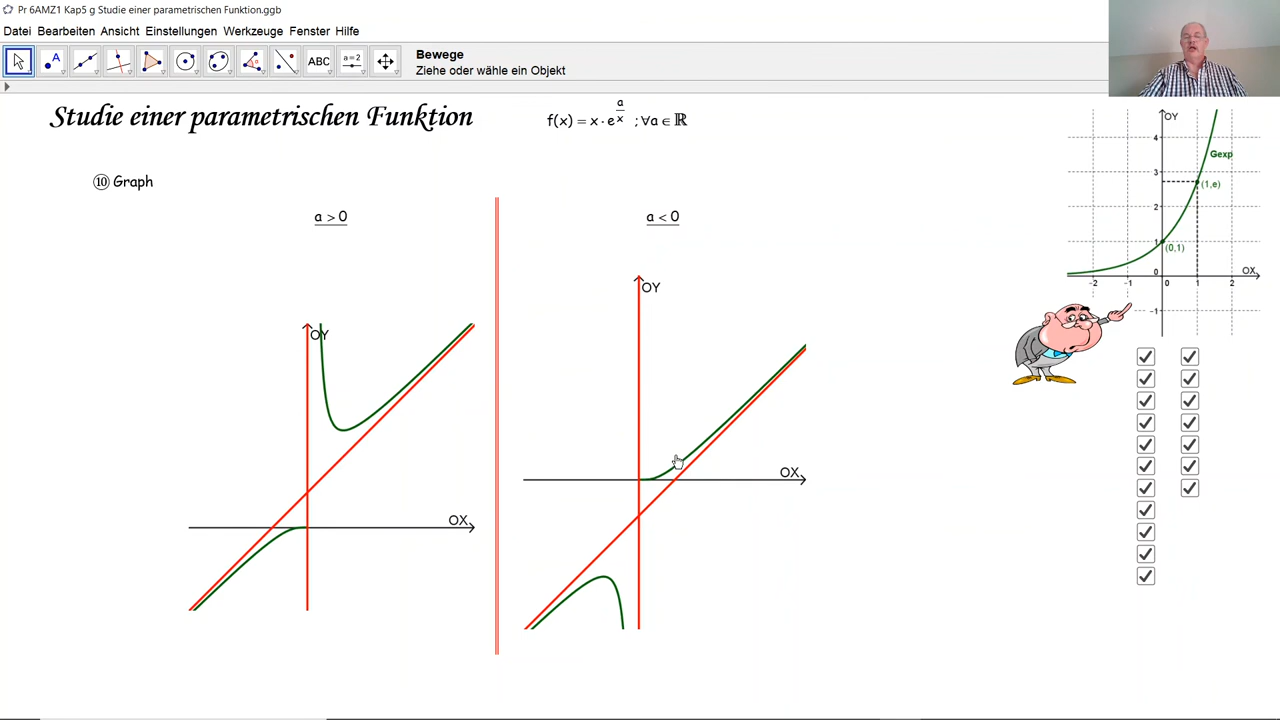 Pr 6AMZ1 Kap5 g Studie einer parametrischen Funktion.ggb
Datei Bearbeiten Ansicht Einstellungen Werkzeuge Fenster Hilfe
A
ABC
a=2
Bewege
Ziehe oder wähle ein Objekt
Studie einer parametrischen Funktion
f(x) = x · e^(a/x) ; ∀a ∈ ℝ
⑩ Graph
a > 0
a < 0
OY
OX
OY
OX
OY
4
Gexp
3
(1,e)
2
1
(0,1)
0
OX
-2 -1 0 1 2
-1